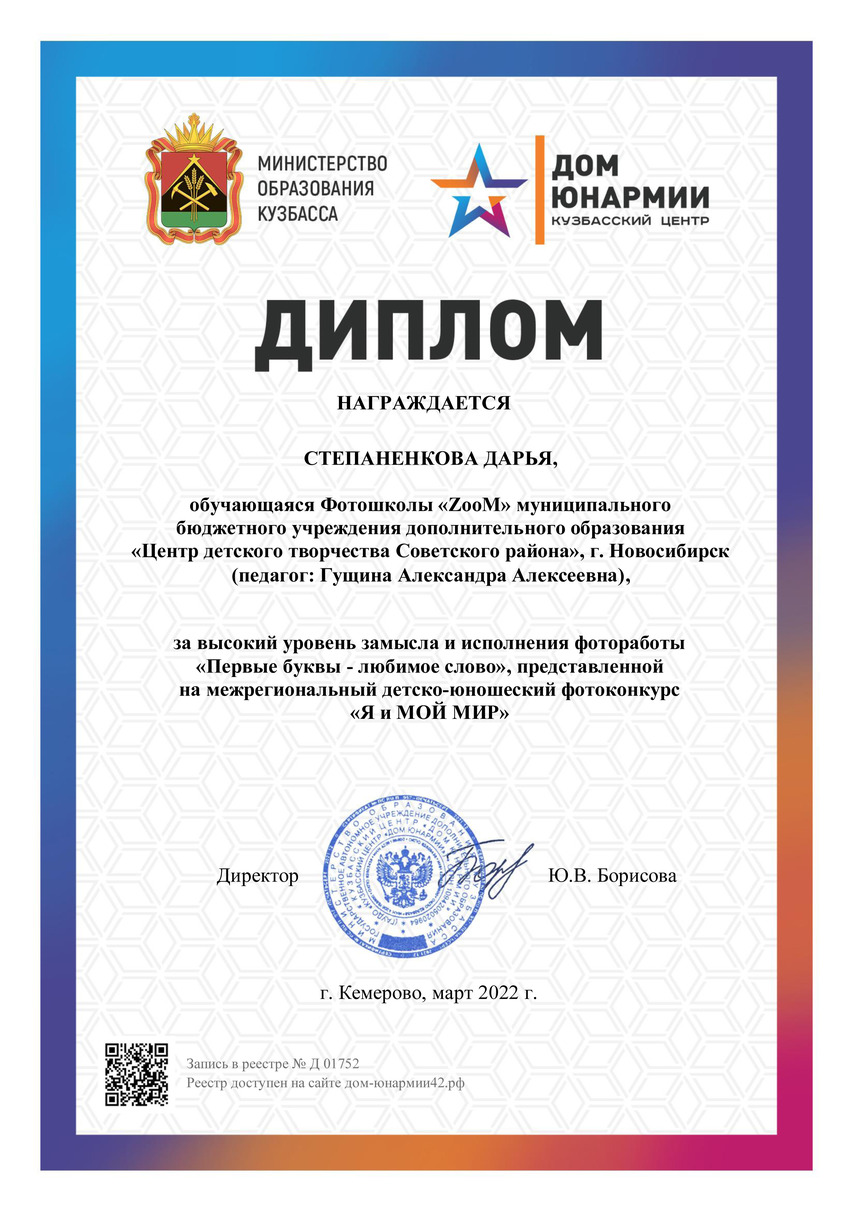 МИНИСТЕРСТВО
ОБРАЗОВАНИЯ
КУЗБАССА
ДОМ
ЮНАРМИИ
КУЗБАССКИЙ ЦЕНТР
ДИПЛОМ
НАГРАЖДАЕТСЯ
СТЕПАНЕНКОВА ДАРЬЯ,
обучающаяся Фотошколы «ZooM» муниципального
бюджетного учреждения дополнительного образования
«Центр детского творчества Советского района», г. Новосибирск
(педагог: Гущина Александра Алексеевна),
за высокий уровень замысла и исполнения фотоработы
«Первые буквы - любимое слово», представленной
на межрегиональный детско-юношеский фотоконкурс
«Я и МОЙ МИР»
Директор
Ю.В. Борисова
г. Кемерово, март 2022 г.
Запись в реестре № Д 01752
Реестр доступен на сайте дом-юнармии42.рф